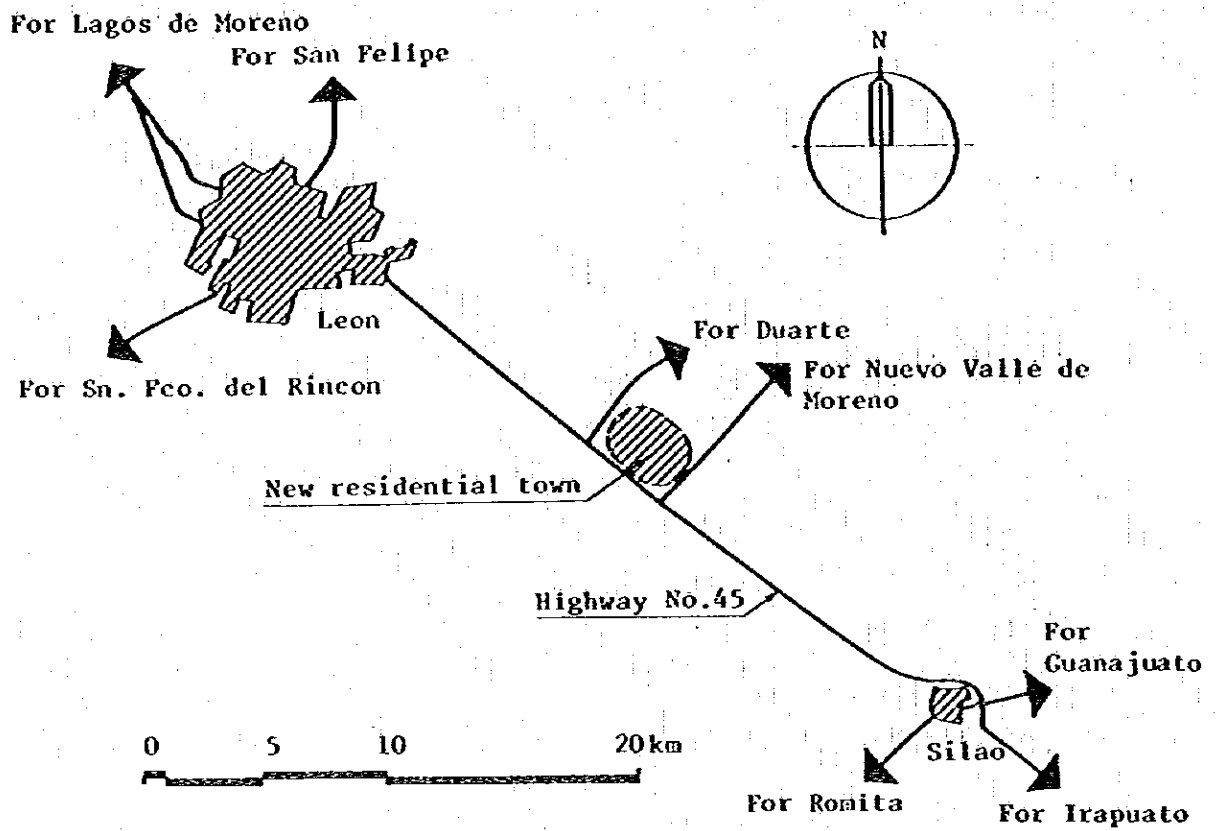 For Lagos de Moreno
For San Felipe
N
Leon
For Duarte
For Sn. Fco. del Rincon
For Nuevo Valle de
Moreno
New residential town
Highway No.45
For
Guanajuato
0 5 10 20km
Silao
For Romita
For Irapuato